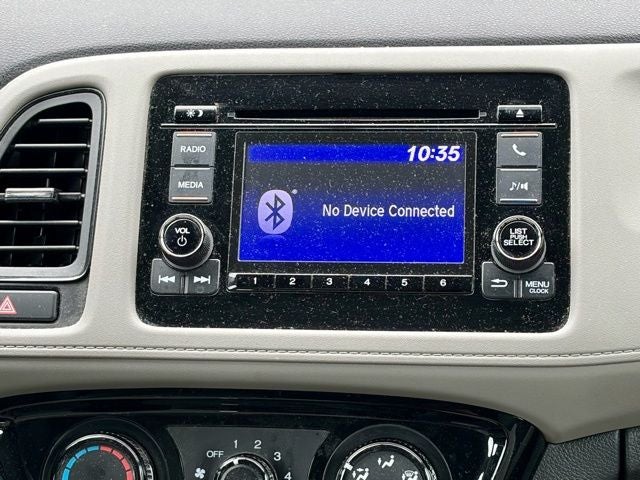 10:35
RADIO
MEDIA
No Device Connected
VOL
LIST
PUSH
SELECT
1 2 3 4 5 6
MENU
CLOCK
OFF 1 2 3 4